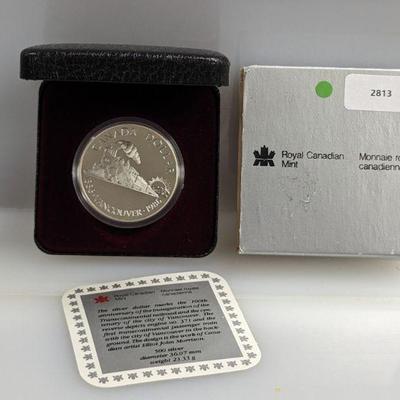 2813
Royal Canadian
Mint
Monnaie ro
canadienn
CANADA DOLLAR
1886 VANCOUVER 1986
Royal Canadian
Mint
Monnaie royale
canadienne
The silver dollar marks the 100th
anniversary of the inauguration of the
Transcontinental railroad and the cen-
tenary of the city of Vancouver. The
reverse depicts engine no. 371 and the
first transcontinental passenger train
with the city of Vancouver in the back-
ground. The design is the work of Cana-
dian artist Elliot John Morrison.
500 silver
diameter 36.07 mm
weight 23.33 g